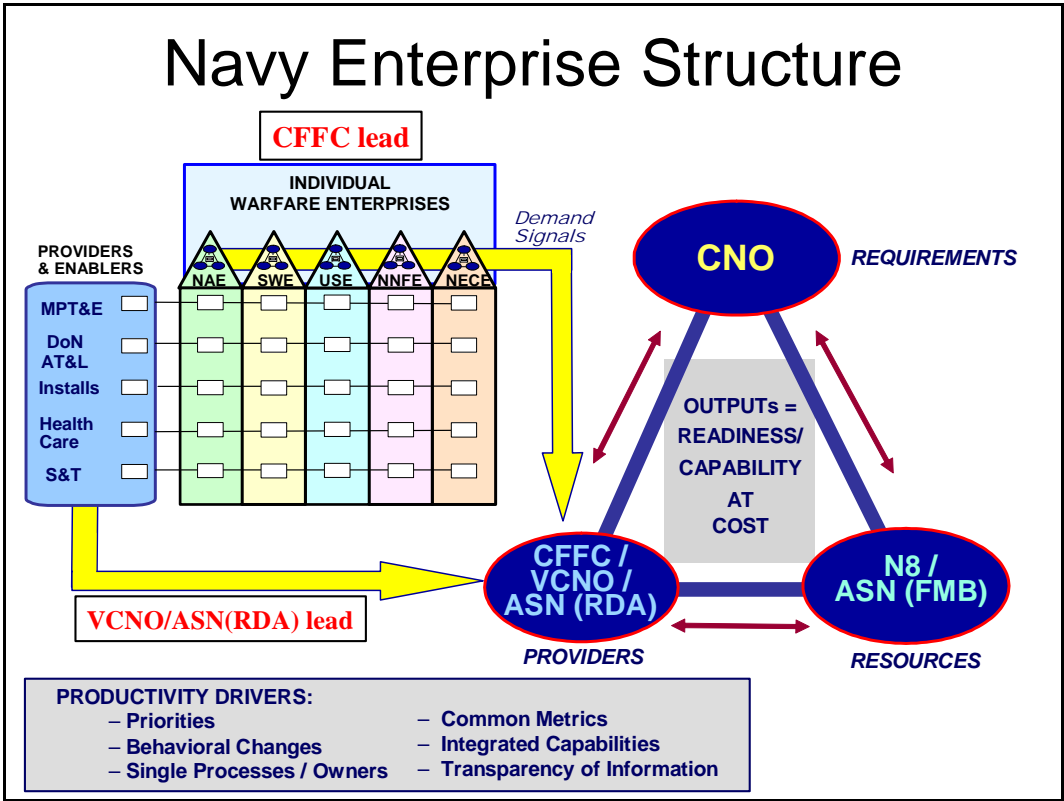 Navy Enterprise Structure
CFFC lead
INDIVIDUAL
WARFARE ENTERPRISES
Demand
Signals
PROVIDERS
& ENABLERS
NAE SWE USE NNFE NECE
MPT&E
DoN
AT&L
Installs
Health
Care
S&T
CNO
REQUIREMENTS
OUTPUTs =
READINESS/
CAPABILITY
AT
COST
CFFC /
VCNO /
ASN (RDA)
PROVIDERS
N8 /
ASN (FMB)
RESOURCES
VCNO/ASN(RDA) lead
PRODUCTIVITY DRIVERS:
– Priorities
– Behavioral Changes
– Single Processes / Owners
– Common Metrics
– Integrated Capabilities
– Transparency of Information